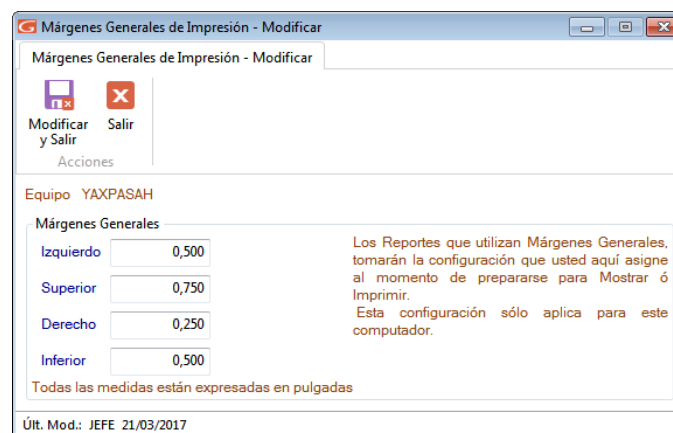 Márgenes Generales de Impresión - Modificar
Márgenes Generales de Impresión - Modificar
Modificar y Salir
Salir
Acciones
Equipo YAXPASAH
Márgenes Generales
Izquierdo 0,500
Superior 0,750
Derecho 0,250
Inferior 0,500
Los Reportes que utilizan Márgenes Generales,
tomarán la configuración que usted aquí asigne
al momento de prepararse para Mostrar ó
Imprimir.
Esta configuración sólo aplica para este
computador.
Todas las medidas están expresadas en pulgadas
Últ. Mod.: JEFE 21/03/2017